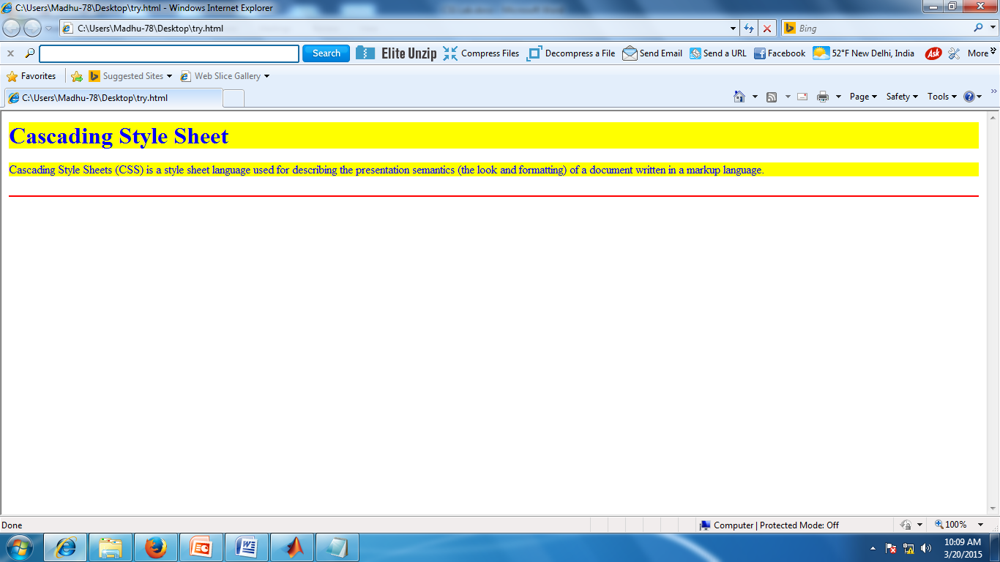 C:\Users\Madhu-78\Desktop\try.html - Windows Internet Explorer
C:\Users\Madhu-78\Desktop\try.html Bing
Search Elite Unzip Compress Files Decompress a File Send Email Send a URL Facebook 52°F New Delhi, India Ask More
Favorites Suggested Sites Web Slice Gallery
C:\Users\Madhu-78\Desktop\try.html Page Safety Tools
Cascading Style Sheet
Cascading Style Sheets (CSS) is a style sheet language used for describing the presentation semantics (the look and formatting) of a document written in a markup language.
Done Computer | Protected Mode: Off 100%
10:09 AM
3/20/2015